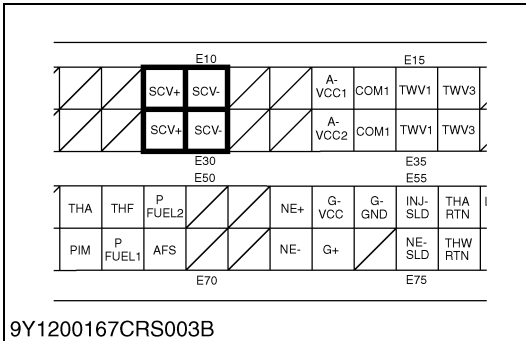 E10 E15
SCV+ SCV- A-VCC1 COM1 TWV1 TWV3
SCV+ SCV- A-VCC2 COM1 TWV1 TWV3
E30 E35
E50 E55
THA THF P FUEL2 NE+ G-VCC G-GND INJ-SLD THA RTN
PIM P FUEL1 AFS NE- G+ NE-SLD THW RTN
E70 E75
9Y1200167CRS003B